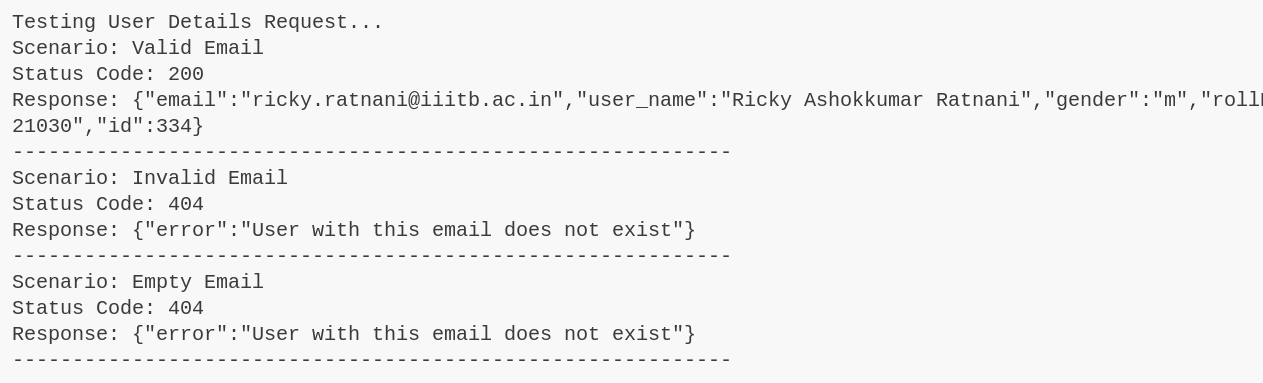 Testing User Details Request...
Scenario: Valid Email
Status Code: 200
Response: {"email":"ricky.ratnani@iiitb.ac.in","user_name":"Ricky Ashokkumar Ratnani","gender":"m","roll
21030","id":334}
------------------------------------------------------------
Scenario: Invalid Email
Status Code: 404
Response: {"error":"User with this email does not exist"}
------------------------------------------------------------
Scenario: Empty Email
Status Code: 404
Response: {"error":"User with this email does not exist"}
------------------------------------------------------------